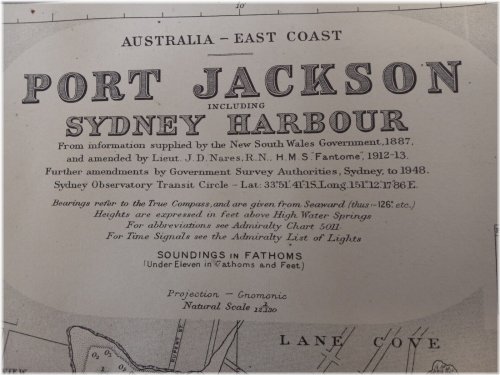 10'
AUSTRALIA – EAST COAST
PORT JACKSON
INCLUDING
SYDNEY HARBOUR
From information supplied by the New South Wales Government, 1887,
and amended by Lieut. J.D. Nares, R.N., H.M.S "Fantome", 1912-13.
Further amendments by Government Survey Authorities, Sydney, to 1948.
Sydney Observatory Transit Circle – Lat: 33°51'.41"S, Long. 151°12'.17"86 E.
Bearings refer to the True Compass, and are given from Seaward (thus:–126° etc.)
Heights are expressed in feet above High Water Springs
For abbreviations see Admiralty Chart 5011
For Time Signals see the Admiralty List of Lights
SOUNDINGS IN FATHOMS
(Under Eleven in Fathoms and Feet)
Projection – Gnomonic
Natural Scale
LANE COVE
VIEW